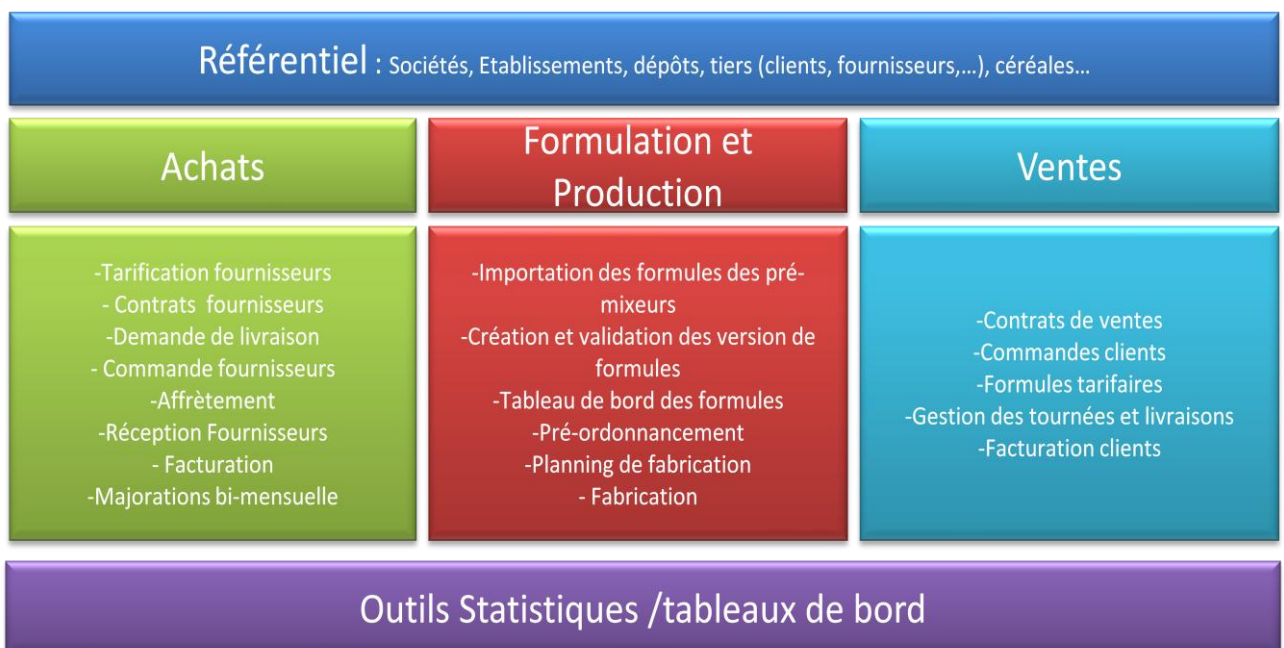 Référentiel : Sociétés, Etablissements, dépôts, tiers (clients, fournisseurs,...), céréales...
Achats
-Tarification fournisseurs
- Contrats  fournisseurs
-Demande de livraison
- Commande fournisseurs
-Affrètement
-Réception Fournisseurs
- Facturation
-Majorations bi-mensuelle
Formulation et
Production
-Importation des formules des pré-
mixeurs
-Création et validation des version de
formules
-Tableau de bord des formules
-Pré-ordonnancement
-Planning de fabrication
- Fabrication
Ventes
-Contrats de ventes
-Commandes clients
-Formules tarifaires
-Gestion des tournées et livraisons
-Facturation clients
Outils Statistiques /tableaux de bord